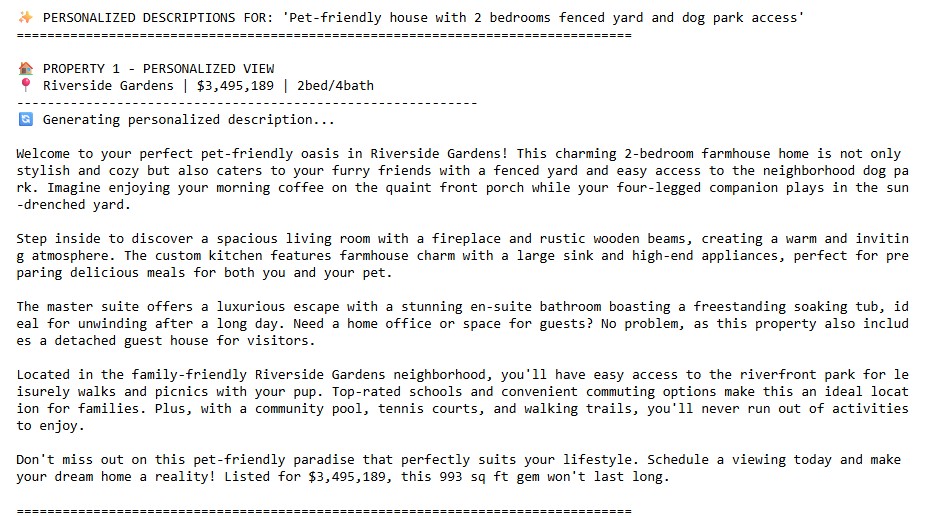 ✨ PERSONALIZED DESCRIPTIONS FOR: 'Pet-friendly house with 2 bedrooms fenced yard and dog park access'
================================================================================
🏠 PROPERTY 1 - PERSONALIZED VIEW
📍 Riverside Gardens | $3,495,189 | 2bed/4bath
------------------------------------------------------------
🔄 Generating personalized description...
Welcome to your perfect pet-friendly oasis in Riverside Gardens! This charming 2-bedroom farmhouse home is not only
stylish and cozy but also caters to your furry friends with a fenced yard and easy access to the neighborhood dog pa
rk. Imagine enjoying your morning coffee on the quaint front porch while your four-legged companion plays in the sun
-drenched yard.
Step inside to discover a spacious living room with a fireplace and rustic wooden beams, creating a warm and invitin
g atmosphere. The custom kitchen features farmhouse charm with a large sink and high-end appliances, perfect for pre
paring delicious meals for both you and your pet.
The master suite offers a luxurious escape with a stunning en-suite bathroom boasting a freestanding soaking tub, id
eal for unwinding after a long day. Need a home office or space for guests? No problem, as this property also includ
es a detached guest house for visitors.
Located in the family-friendly Riverside Gardens neighborhood, you'll have easy access to the riverfront park for le
isurely walks and picnics with your pup. Top-rated schools and convenient commuting options make this an ideal locat
ion for families. Plus, with a community pool, tennis courts, and walking trails, you'll never run out of activities
to enjoy.
Don't miss out on this pet-friendly paradise that perfectly suits your lifestyle. Schedule a viewing today and make
your dream home a reality! Listed for $3,495,189, this 993 sq ft gem won't last long.
================================================================================